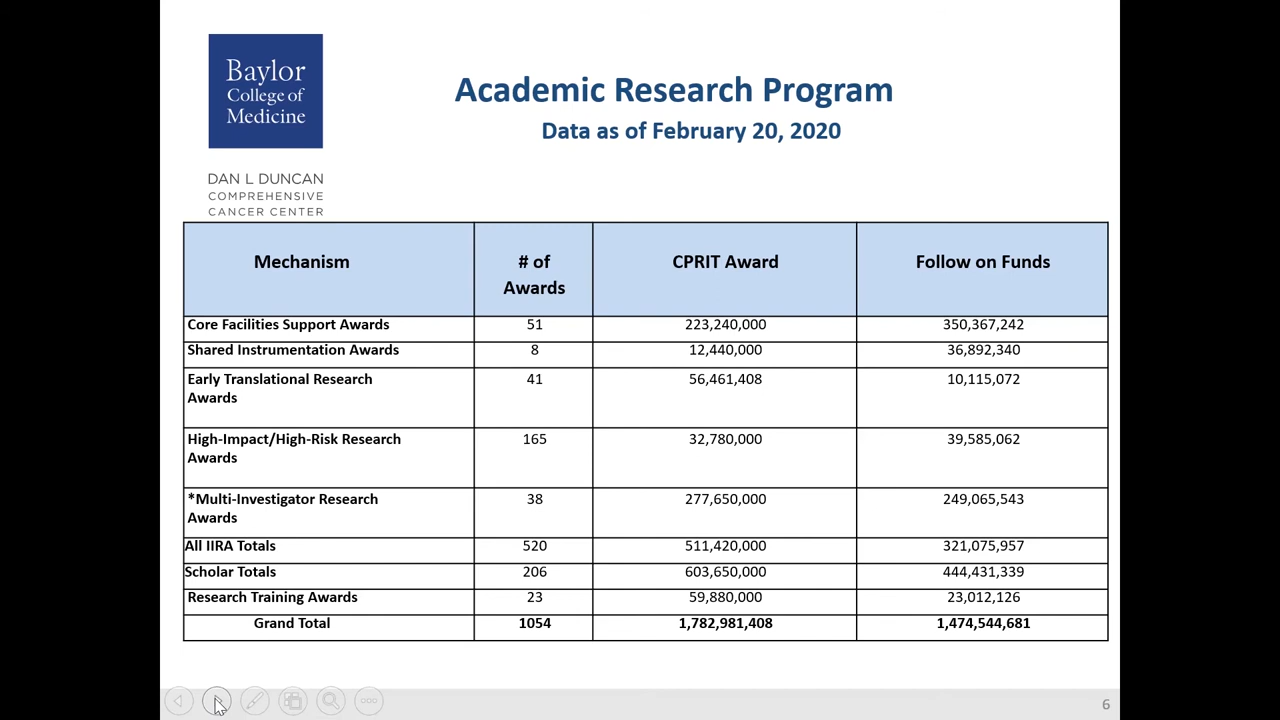 Baylor
College of
Medicine
DAN L DUNCAN
COMPREHENSIVE
CANCER CENTER
Academic Research Program
Data as of February 20, 2020
Mechanism # of Awards CPRIT Award Follow on Funds
Core Facilities Support Awards 51 223,240,000 350,367,242
Shared Instrumentation Awards 8 12,440,000 36,892,340
Early Translational Research 41 56,461,408 10,115,072
Awards
High-Impact/High-Risk Research 165 32,780,000 39,585,062
Awards
*Multi-Investigator Research 38 277,650,000 249,065,543
Awards
All IIRA Totals 520 511,420,000 321,075,957
Scholar Totals 206 603,650,000 444,431,339
Research Training Awards 23 59,880,000 23,012,126
Grand Total 1054 1,782,981,408 1,474,544,681
6